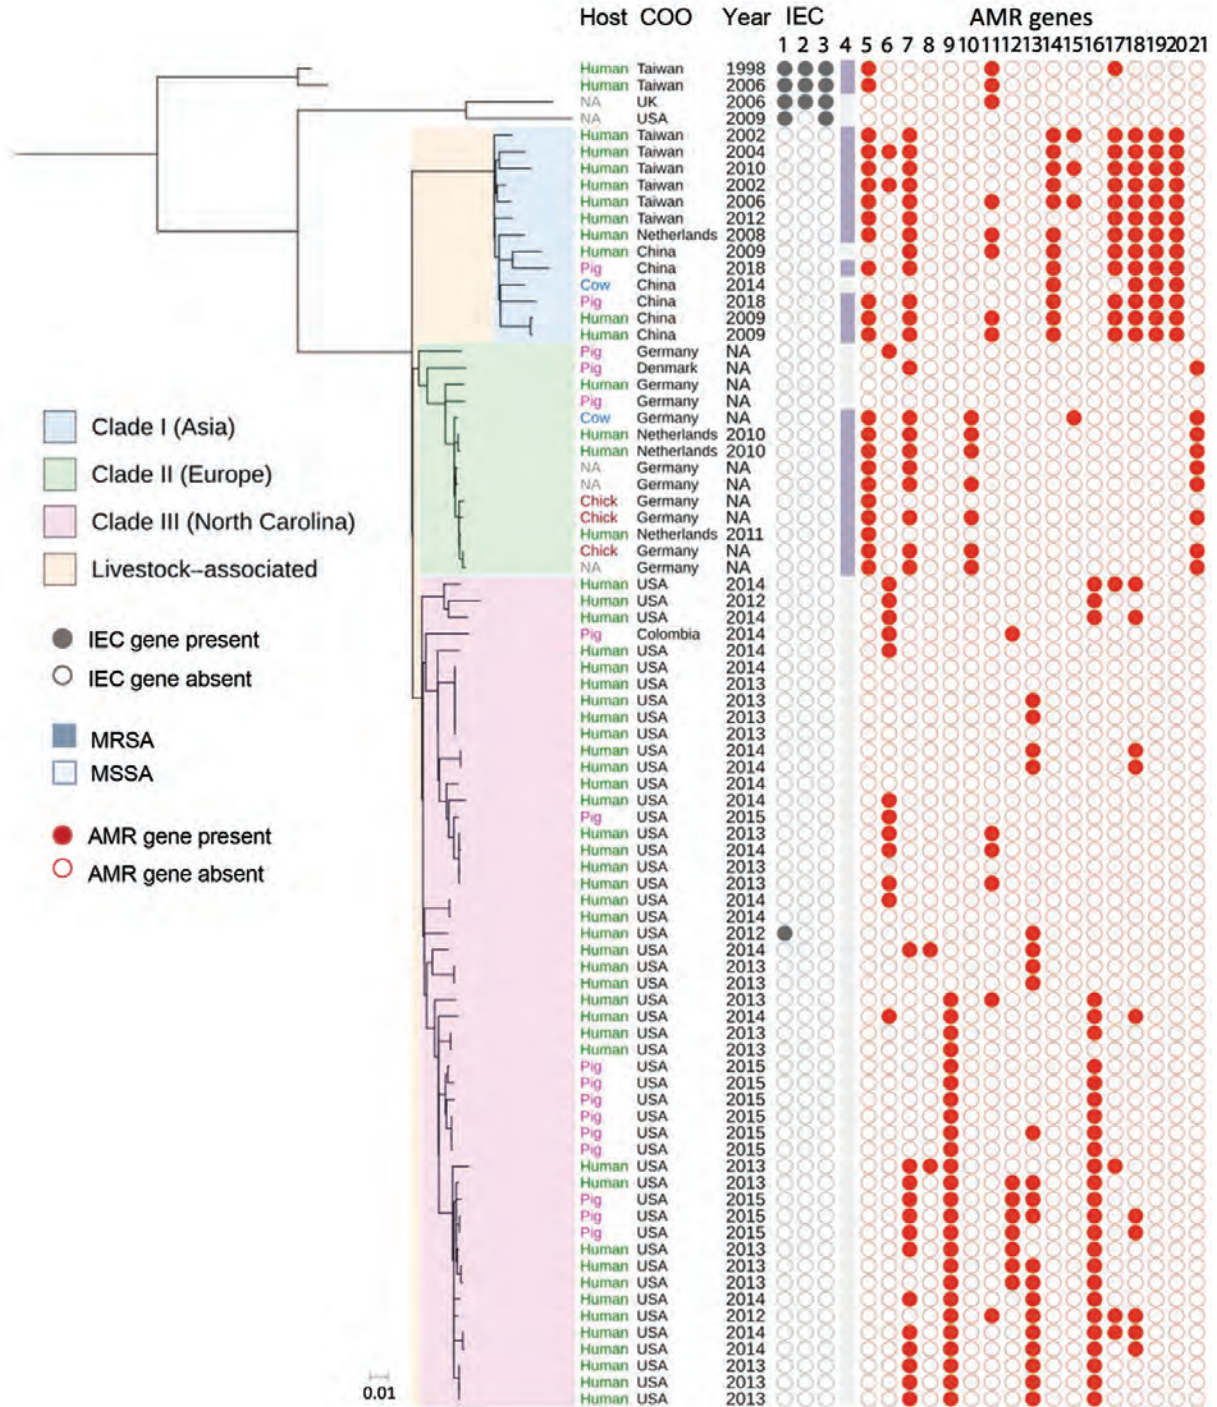 Host COO Year IEC AMR genes
1 2 3 4 5 6 7 8 9 10 11 12 13 14 15 16 17 18 19 20 21
Human Taiwan 1998
Human Taiwan 2006
NA UK 2006
NA USA 2009
Human Taiwan 2002
Human Taiwan 2004
Human Taiwan 2010
Human Taiwan 2002
Human Taiwan 2006
Human Taiwan 2012
Human Netherlands 2008
Human China 2009
Pig China 2018
Cow China 2014
Pig China 2018
Human China 2009
Human China 2009
Pig Germany NA
Pig Denmark NA
Human Germany NA
Pig Germany NA
Cow Germany NA
Human Netherlands 2010
Human Netherlands 2010
NA Germany NA
NA Germany NA
Chick Germany NA
Chick Germany NA
Human Netherlands 2011
Chick Germany NA
NA Germany NA
Human USA 2014
Human USA 2012
Human USA 2014
Pig Colombia 2014
Human USA 2014
Human USA 2014
Human USA 2013
Human USA 2013
Human USA 2013
Human USA 2013
Human USA 2014
Human USA 2014
Human USA 2014
Human USA 2014
Pig USA 2015
Human USA 2013
Human USA 2014
Human USA 2013
Human USA 2013
Human USA 2014
Human USA 2014
Human USA 2012
Human USA 2014
Human USA 2013
Human USA 2013
Human USA 2013
Human USA 2014
Human USA 2013
Human USA 2013
Pig USA 2015
Pig USA 2015
Pig USA 2015
Pig USA 2015
Pig USA 2015
Pig USA 2015
Human USA 2013
Human USA 2013
Pig USA 2015
Pig USA 2015
Pig USA 2015
Human USA 2013
Human USA 2013
Human USA 2013
Human USA 2014
Human USA 2012
Human USA 2014
Human USA 2014
Human USA 2013
Human USA 2013
Human USA 2013
Clade I (Asia)
Clade II (Europe)
Clade III (North Carolina)
Livestock–associated
IEC gene present
IEC gene absent
MRSA
MSSA
AMR gene present
AMR gene absent
0.01